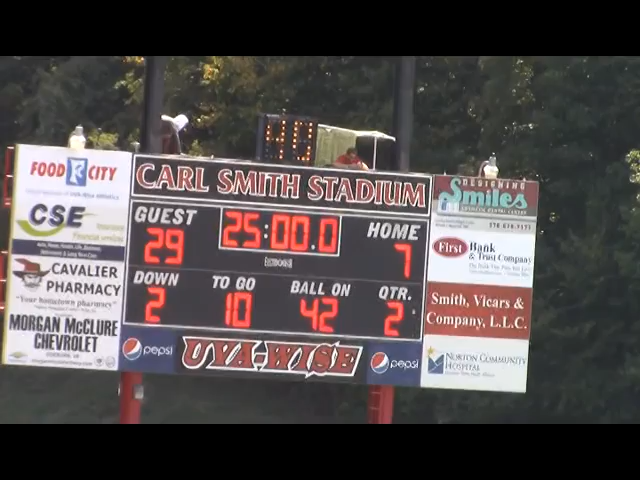 48
CARL SMITH STADIUM
GUEST
25:00.0
HOME
29
7
DOWN
TO GO
BALL ON
QTR.
2
10
42
2
pepsi
UVA-WISE
pepsi
FOOD CITY
CSE
CAVALIER
PHARMACY
"Your hometown pharmacy"
MORGAN McCLURE
CHEVROLET
DESIGNING
Smiles
First Bank
& Trust Company
Smith, Vicars &
Company, L.L.C.
NORTON COMMUNITY
HOSPITAL